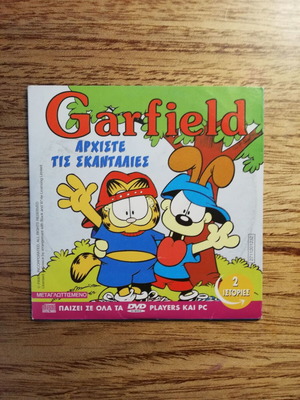 Garfield
ΑΡΧΙΣΤΕ
ΤΙΣ ΣΚΑΝΤΑΛΙΕΣ
2
ΙΣΤΟΡΙΕΣ
ΜΕΤΑΓΛΩΤΤΙΣΜΕΝΟ
ΠΑΙΖΕΙ ΣΕ ΟΛΑ ΤΑ DVD PLAYERS ΚΑΙ PC